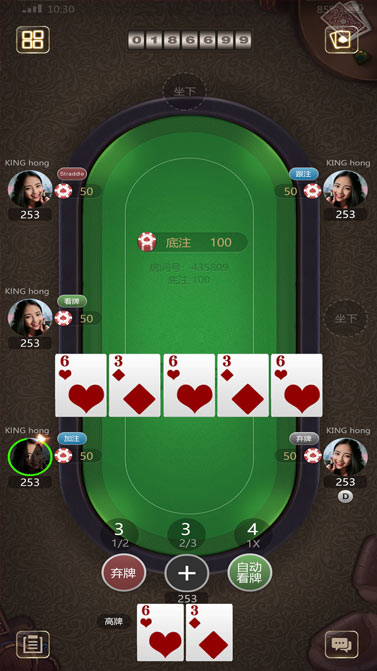 10:30
85%
0186699
坐下
KING hong
Straddle
50
253
KING hong
跟注
50
253
底注 100
房间号：435809
底注 100
KING hong
看牌
50
253
坐下
6 3 6 3 6
KING hong
加注
50
253
KING hong
弃牌
50
253
D
3 3 4
1/2 2/3 1X
弃牌
+
自动
看牌
253
高牌
6 3